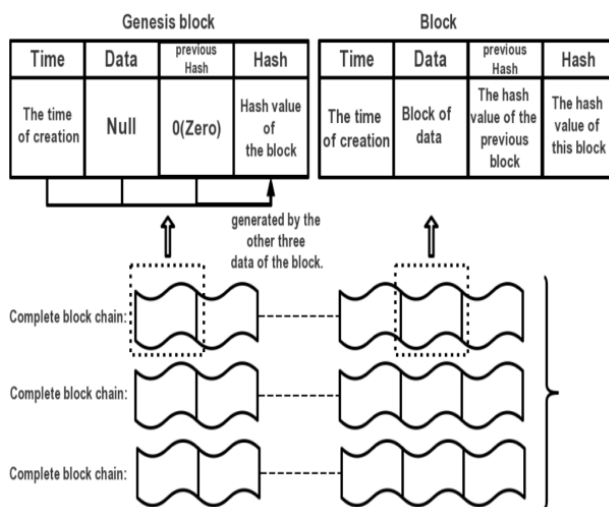 Genesis block
Block
Time
Data
previous
Hash
Hash
Time
Data
previous
Hash
Hash
The time
of creation
Null
0(Zero)
Hash value
of
the block
The time
of creation
Block of
data
The hash
value of the
previous
block
The hash
value of
this block
generated by the
other three
data of the block.
Complete block chain:
Complete block chain:
Complete block chain: